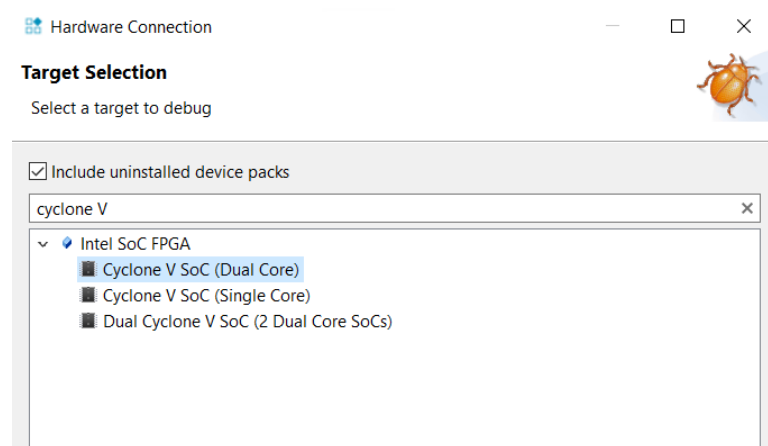 Hardware Connection
Target Selection
Select a target to debug
Include uninstalled device packs
cyclone V
Intel SoC FPGA
Cyclone V SoC (Dual Core)
Cyclone V SoC (Single Core)
Dual Cyclone V SoC (2 Dual Core SoCs)